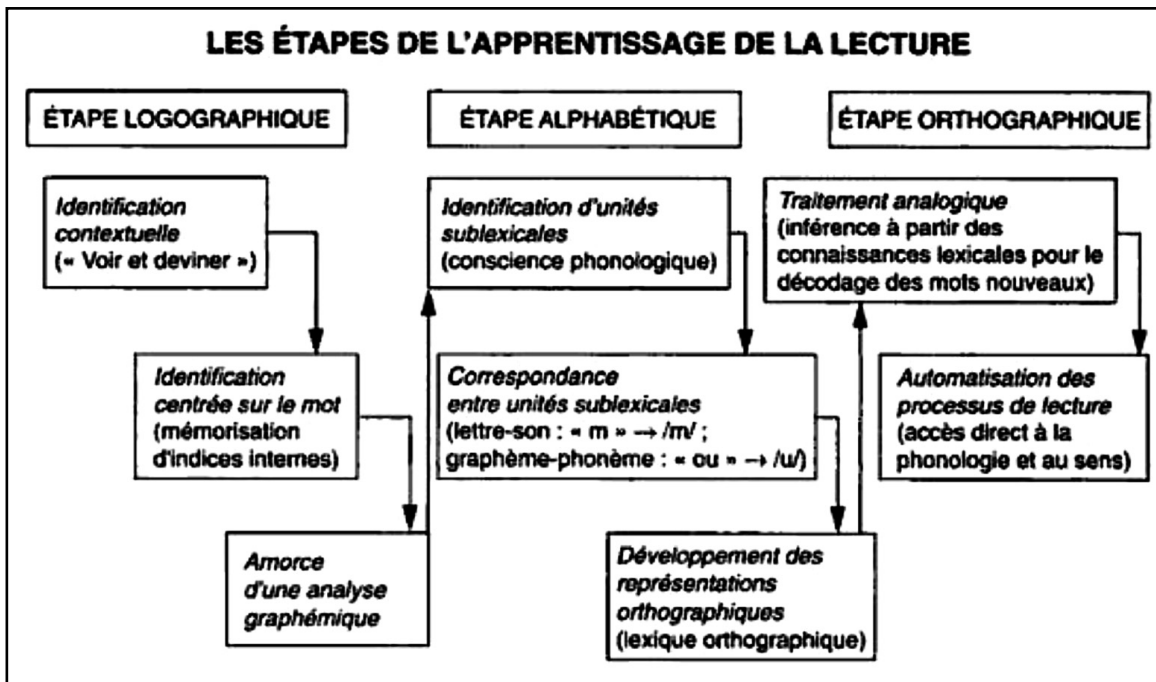 LES ÉTAPES DE L'APPRENTISSAGE DE LA LECTURE
ÉTAPE LOGOGRAPHIQUE
Identification
contextuelle
(« Voir et deviner »)
Identification
centrée sur le mot
(mémorisation
d'indices internes)
Amorce
d'une analyse
graphémique
ÉTAPE ALPHABÉTIQUE
Identification d'unités
sublexicales
(conscience phonologique)
Correspondance
entre unités sublexicales
(lettre-son : « m » → /m/ ;
graphème-phonème : « ou » → /u/)
Développement des
représentations
orthographiques
(lexique orthographique)
ÉTAPE ORTHOGRAPHIQUE
Traitement analogique
(inférence à partir des
connaissances lexicales pour le
décodage des mots nouveaux)
Automatisation des
processus de lecture
(accès direct à la
phonologie et au sens)